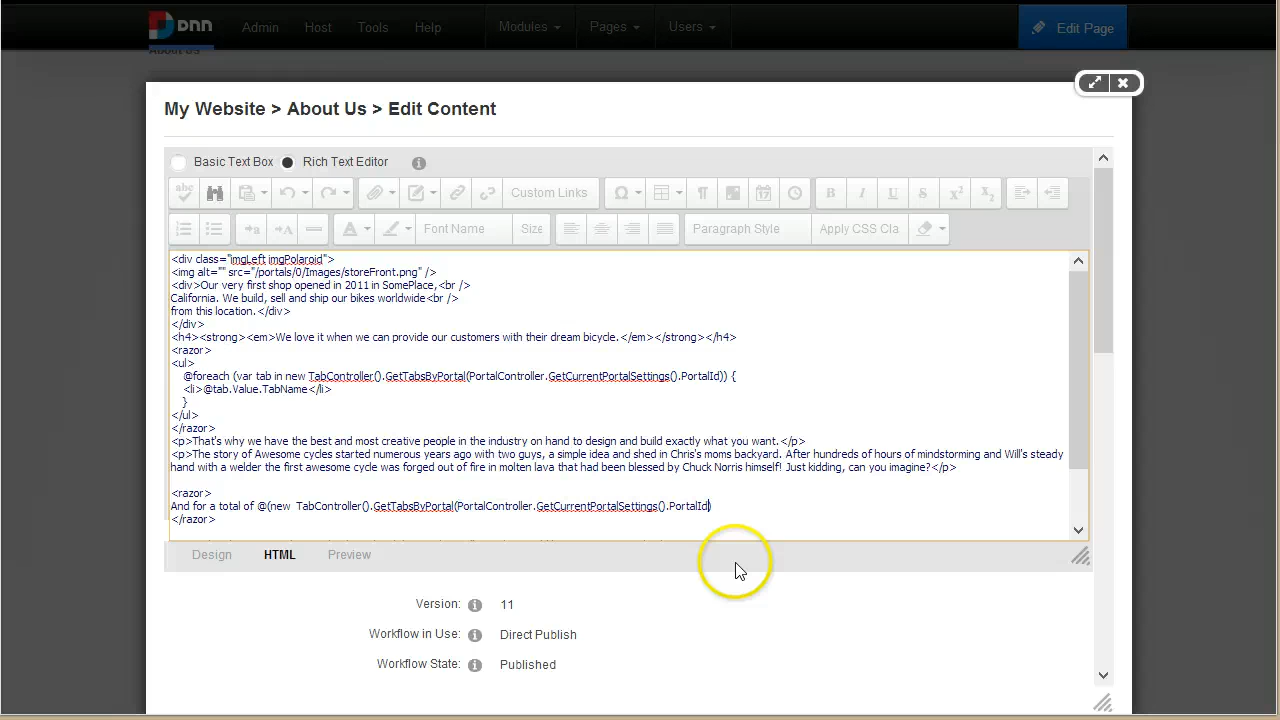 DNN Admin Host Tools Help Modules Pages Users Edit Page
About Us
My Website > About Us > Edit Content
Basic Text Box Rich Text Editor
abc Custom Links Ω ¶ 12 B I U S x² x₂
a A A Font Name Size Paragraph Style Apply CSS Cla
<div class="imgLeft imgPolaroid">
<img alt="" src="/portals/0/Images/storeFront.png" />
<div>Our very first shop opened in 2011 in SomePlace,<br />
California. We build, sell and ship our bikes worldwide<br />
from this location.</div>
</div>
<h4><strong><em>We love it when we can provide our customers with their dream bicycle.</em></strong></h4>
<razor>
<ul>
@foreach (var tab in new TabController().GetTabsByPortal(PortalController.GetCurrentPortalSettings().PortalId)) {
<li>@tab.Value.TabName</li>
}
</ul>
</razor>
<p>That's why we have the best and most creative people in the industry on hand to design and build exactly what you want.</p>
<p>The story of Awesome cycles started numerous years ago with two guys, a simple idea and shed in Chris's moms backyard. After hundreds of hours of mindstorming and Will's steady
hand with a welder the first awesome cycle was forged out of fire in molten lava that had been blessed by Chuck Norris himself! Just kidding, can you imagine?</p>
<razor>
And for a total of @(new TabController().GetTabsByPortal(PortalController.GetCurrentPortalSettings().PortalId)
</razor>
Design HTML Preview
Version: 11
Workflow in Use: Direct Publish
Workflow State: Published